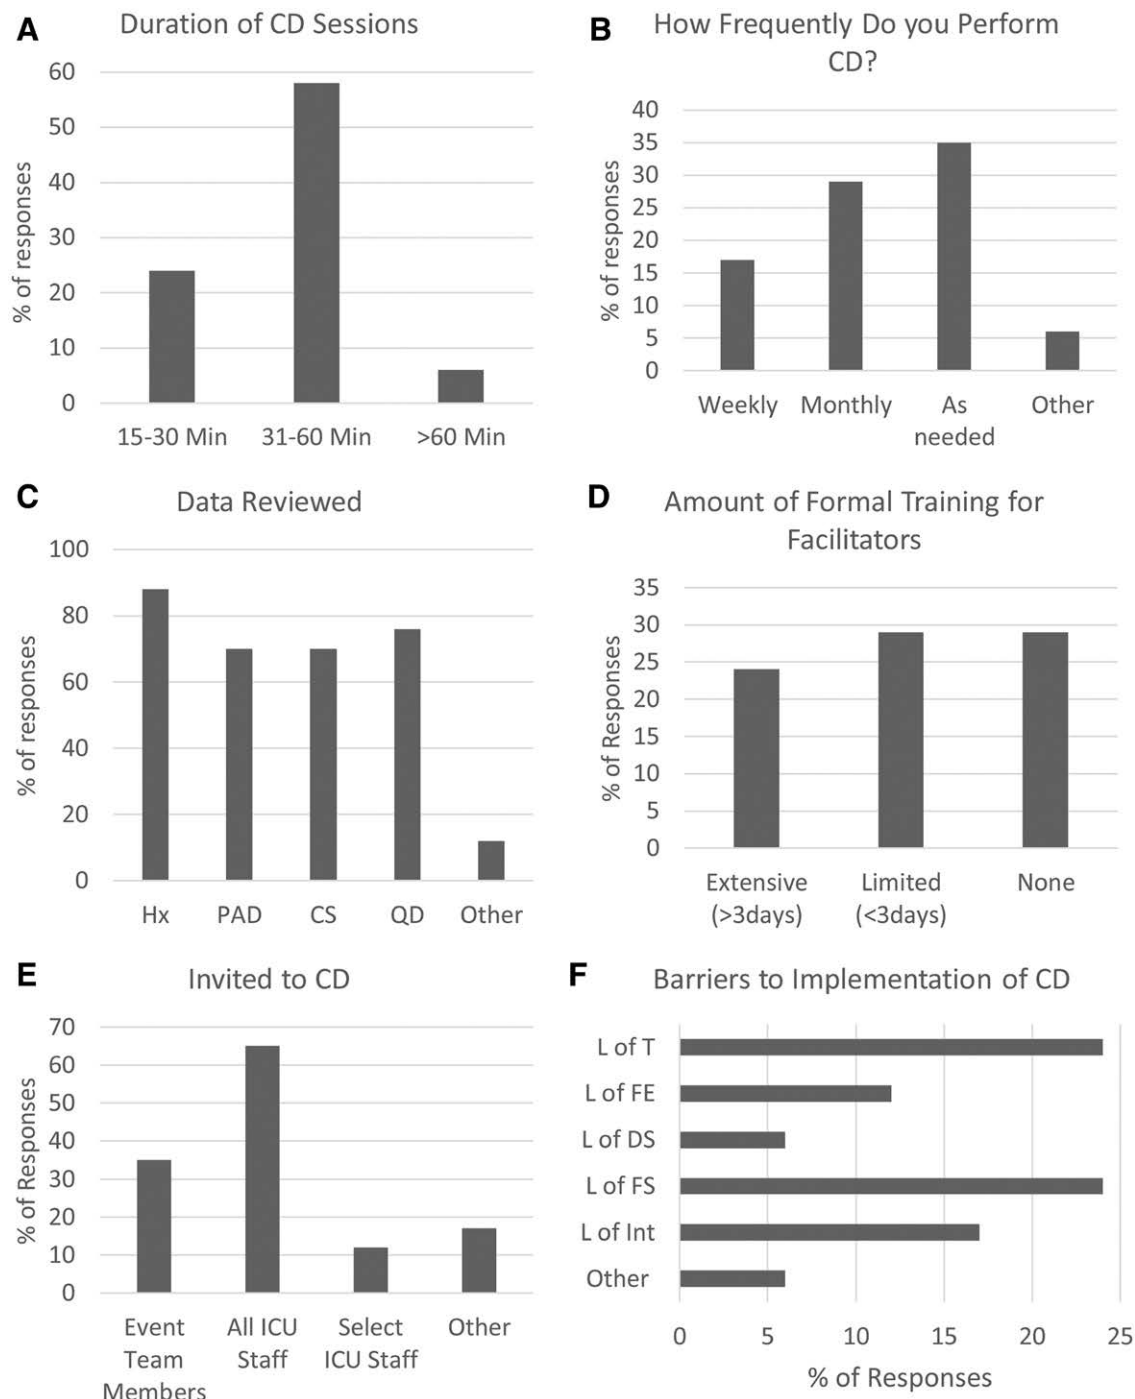 A
Duration of CD Sessions
% of responses
60
50
40
30
20
10
0
15-30 Min 31-60 Min >60 Min
B
How Frequently Do you Perform
CD?
% of responses
40
35
30
25
20
15
10
5
0
Weekly Monthly As Other
needed
C
Data Reviewed
% of responses
100
80
60
40
20
0
Hx PAD CS QD Other
D
Amount of Formal Training for
Facilitators
% of Responses
35
30
25
20
15
10
5
0
Extensive Limited None
(>3days) (<3days)
E
Invited to CD
% of Responses
70
60
50
40
30
20
10
0
Event All ICU Select Other
Team Staff ICU Staff
Members
F
Barriers to Implementation of CD
L of T
L of FE
L of DS
L of FS
L of Int
Other
0 5 10 15 20 25
% of Responses